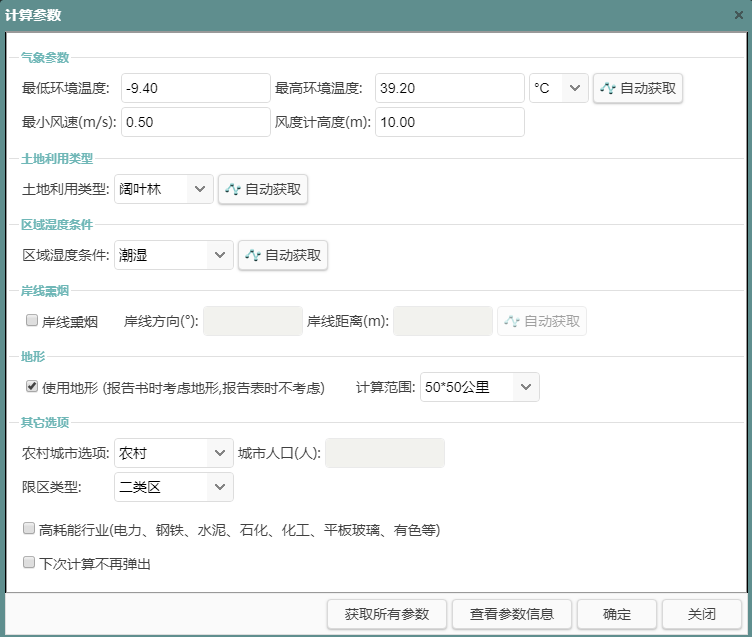 计算参数
气象参数
最低环境温度: -9.40 最高环境温度: 39.20 °C 自动获取
最小风速(m/s): 0.50 风度计高度(m): 10.00
土地利用类型
土地利用类型: 阔叶林 自动获取
区域湿度条件
区域湿度条件: 潮湿 自动获取
岸线熏烟
岸线熏烟 岸线方向(°): 岸线距离(m): 自动获取
地形
使用地形 (报告书时考虑地形,报告表时不考虑) 计算范围: 50*50公里
其它选项
农村城市选项: 农村 城市人口(人):
限区类型: 二类区
高耗能行业(电力、钢铁、水泥、石化、化工、平板玻璃、有色等)
下次计算不再弹出
获取所有参数 查看参数信息 确定 关闭